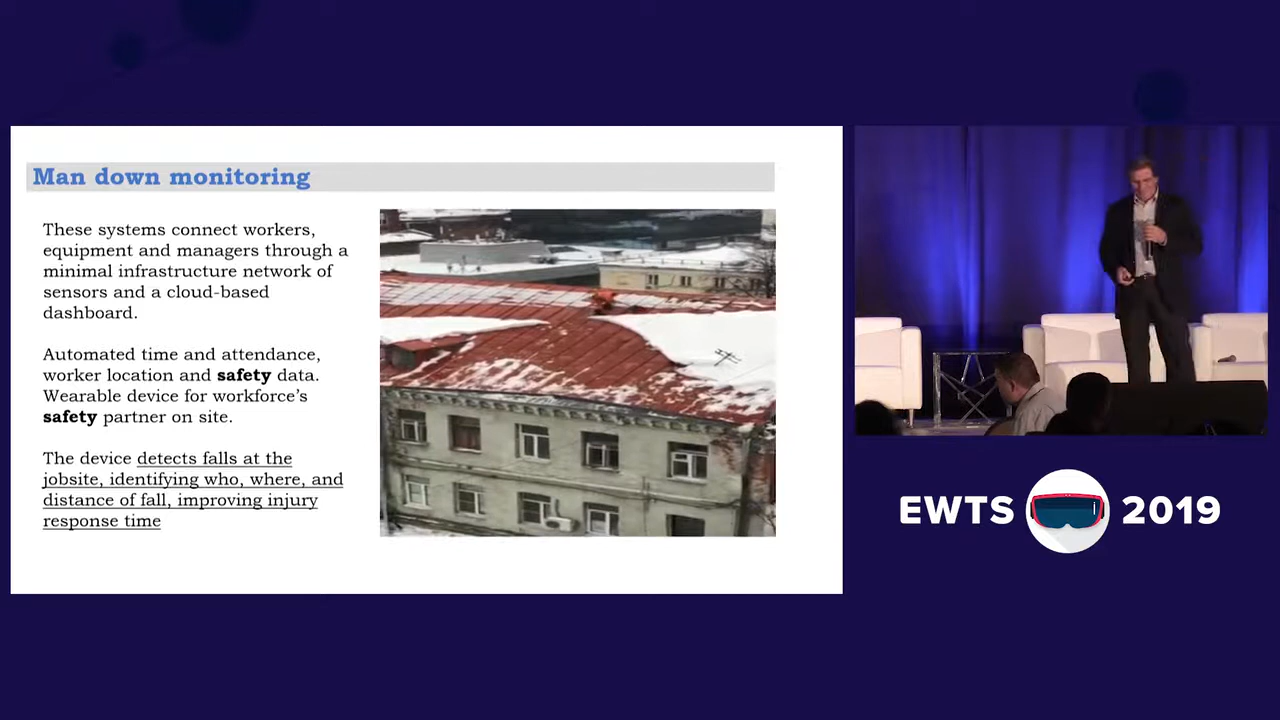 Man down monitoring
These systems connect workers,
equipment and managers through a
minimal infrastructure network of
sensors and a cloud-based
dashboard.
Automated time and attendance,
worker location and safety data.
Wearable device for workforce's
safety partner on site.
The device detects falls at the
jobsite, identifying who, where, and
distance of fall, improving injury
response time
EWTS 2019